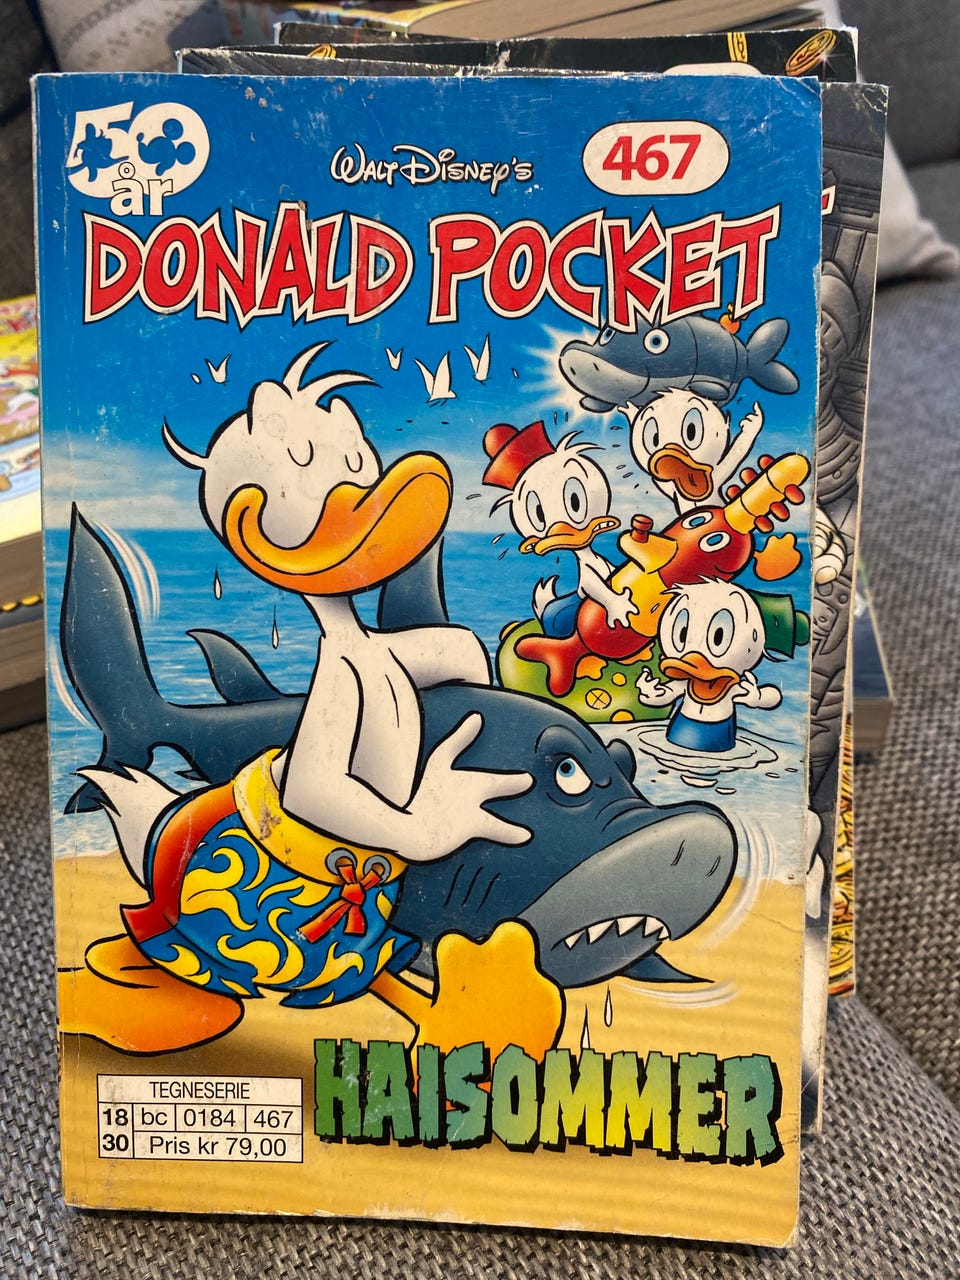 50
år
Walt Disney's
467
DONALD POCKET
HAISOMMER
TEGNESERIE
18 bc 0184 467
30 Pris kr 79,00